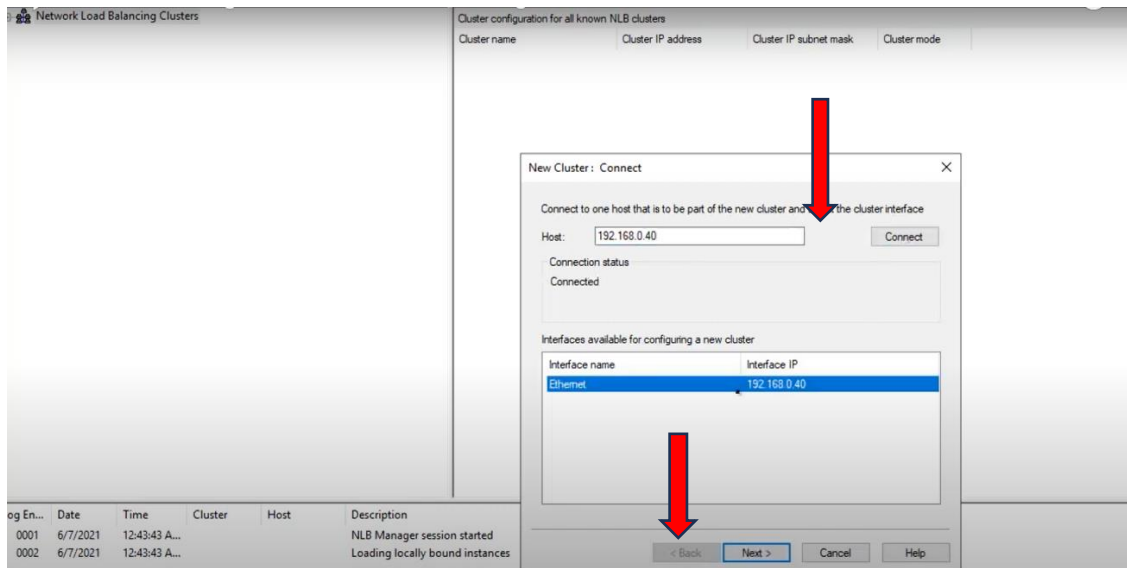 Network Load Balancing Clusters
Cluster configuration for all known NLB clusters
Cluster name Cluster IP address Cluster IP subnet mask Cluster mode
New Cluster : Connect
Connect to one host that is to be part of the new cluster and the cluster interface
Host: 192.168.0.40 Connect
Connection status
Connected
Interfaces available for configuring a new cluster
Interface name Interface IP
Ethernet 192.168.0.40
og En... Date Time Cluster Host Description
0001 6/7/2021 12:43:43 A... NLB Manager session started
0002 6/7/2021 12:43:43 A... Loading locally bound instances
< Back Next > Cancel Help